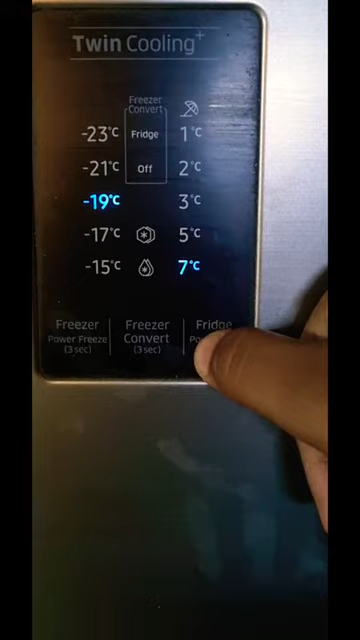 Twin Cooling+
Freezer
Convert
-23°C Fridge 1°C
-21°C Off 2°C
-19°C 3°C
-17°C 5°C
-15°C 7°C
Freezer Freezer Fridge
Power Freeze Convert
(3 sec) (3 sec)